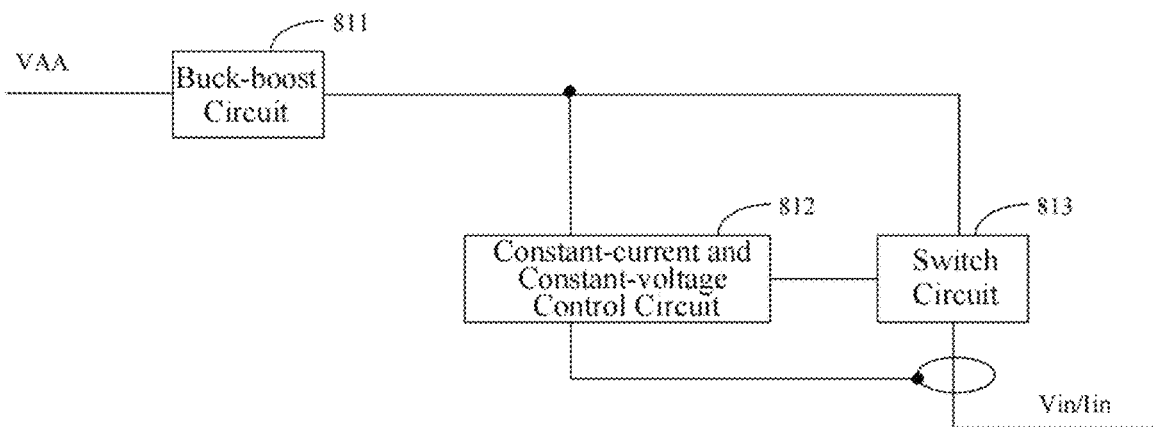 811
VAA
Buck-boost
Circuit
812
813
Constant-current and
Constant-voltage
Control Circuit
Switch
Circuit
Vin/Iin